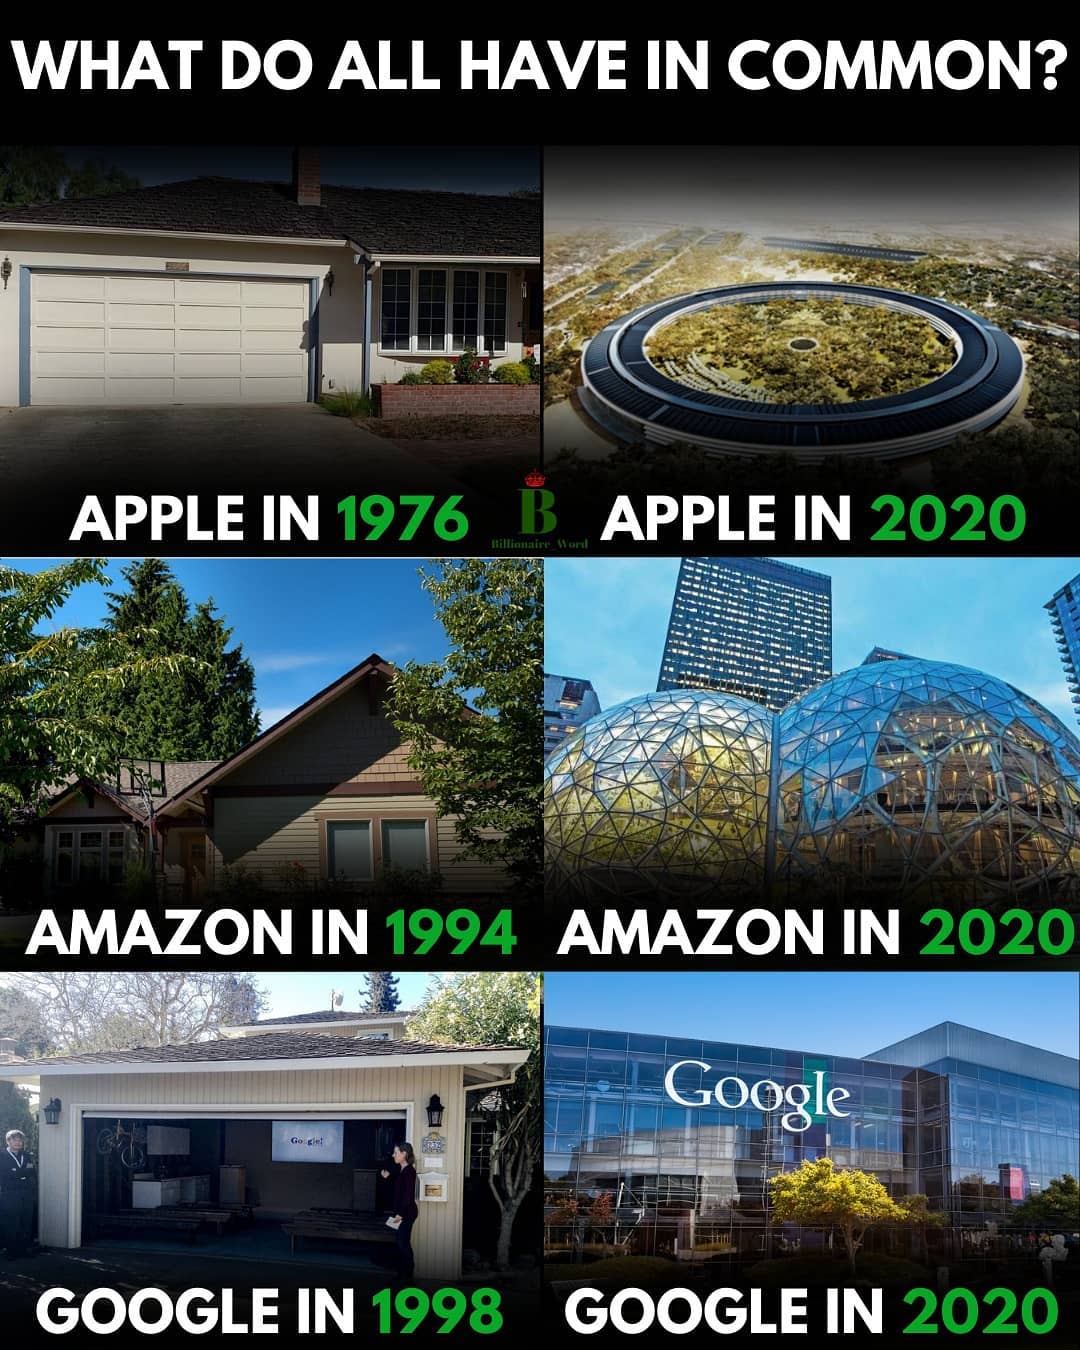 WHAT DO ALL HAVE IN COMMON?
APPLE IN 1976
B
Billionaire_Word
APPLE IN 2020
AMAZON IN 1994
AMAZON IN 2020
Google!
Google
GOOGLE IN 1998
GOOGLE IN 2020